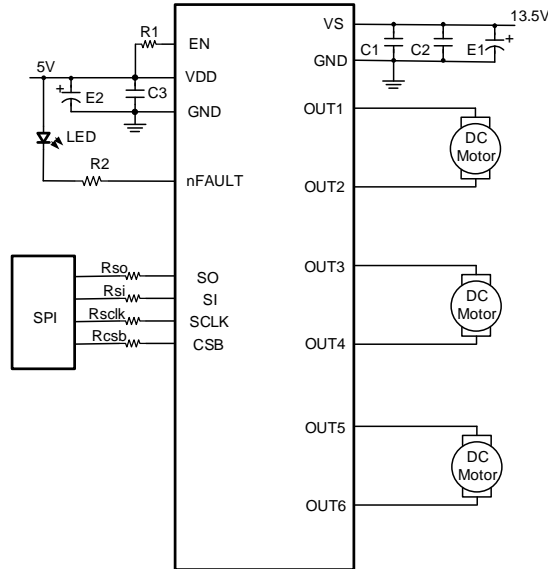 R1
EN
VS
13.5V
C1
C2
E1
+
GND
5V
VDD
+
E2
C3
GND
OUT1
LED
DC
Motor
R2
nFAULT
OUT2
SPI
Rso
SO
OUT3
Rsi
SI
Rsclk
SCLK
DC
Motor
Rcsb
CSB
OUT4
OUT5
DC
Motor
OUT6